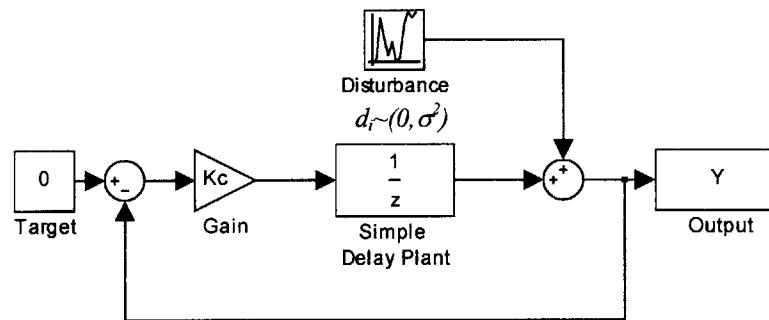 Disturbance
d_i~(0, σ²)
0
+
−
Kc
1
z
+
+
Y
Target
Gain
Simple
Delay Plant
Output